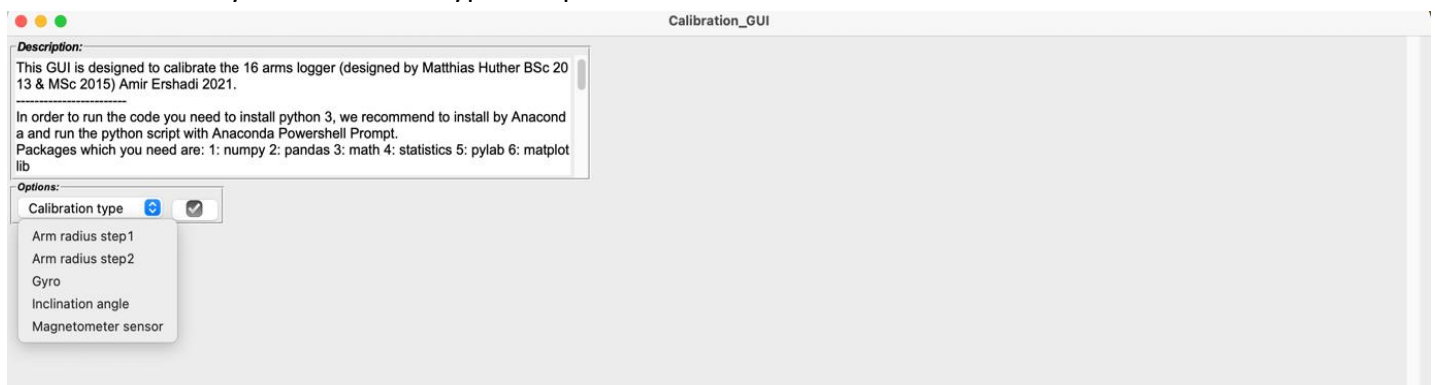 Calibration_GUI
Description:
This GUI is designed to calibrate the 16 arms logger (designed by Matthias Huther BSc 20
13 & MSc 2015) Amir Ershadi 2021.
------------------------
In order to run the code you need to install python 3, we recommend to install by Anacond
a and run the python script with Anaconda Powershell Prompt.
Packages which you need are: 1: numpy 2: pandas 3: math 4: statistics 5: pylab 6: matplot
lib
Options:
Calibration type
Arm radius step1
Arm radius step2
Gyro
Inclination angle
Magnetometer sensor